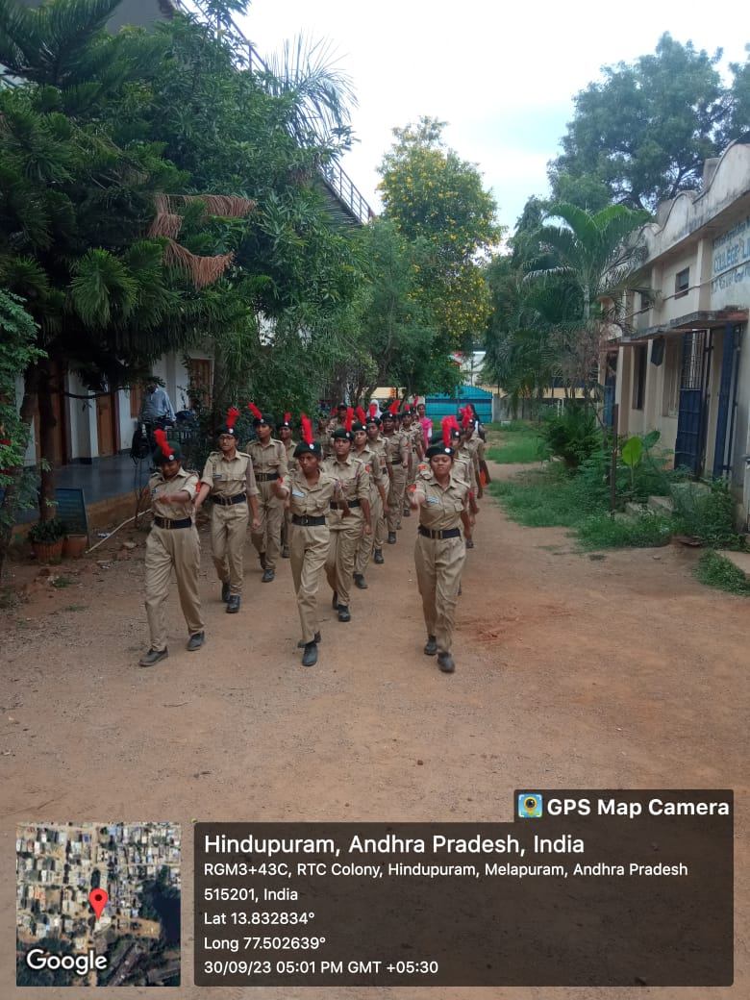 COLLEGE
GPS Map Camera
Hindupuram, Andhra Pradesh, India
RGM3+43C, RTC Colony, Hindupuram, Melapuram, Andhra Pradesh
515201, India
Lat 13.832834°
Long 77.502639°
30/09/23 05:01 PM GMT +05:30
Google